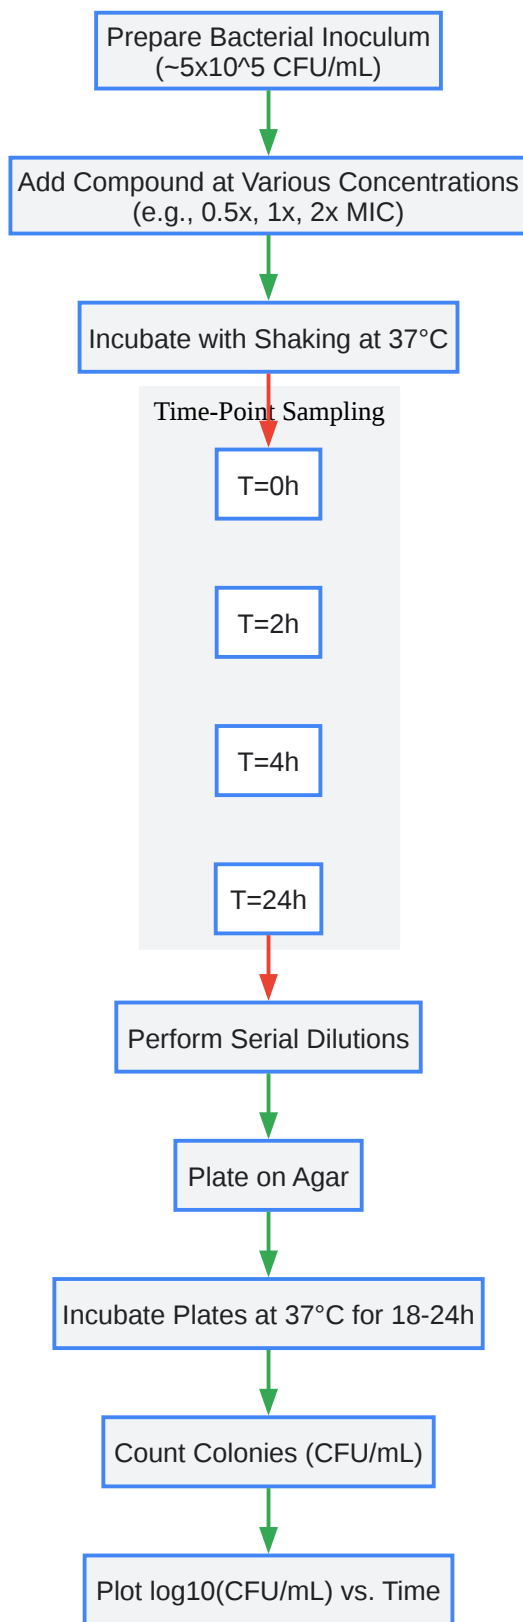 Prepare Bacterial Inoculum
(~5x10^5 CFU/mL)
Add Compound at Various Concentrations
(e.g., 0.5x, 1x, 2x MIC)
Incubate with Shaking at 37°C
Time-Point Sampling
T=0h
T=2h
T=4h
T=24h
Perform Serial Dilutions
Plate on Agar
Incubate Plates at 37°C for 18-24h
Count Colonies (CFU/mL)
Plot log10(CFU/mL) vs. Time